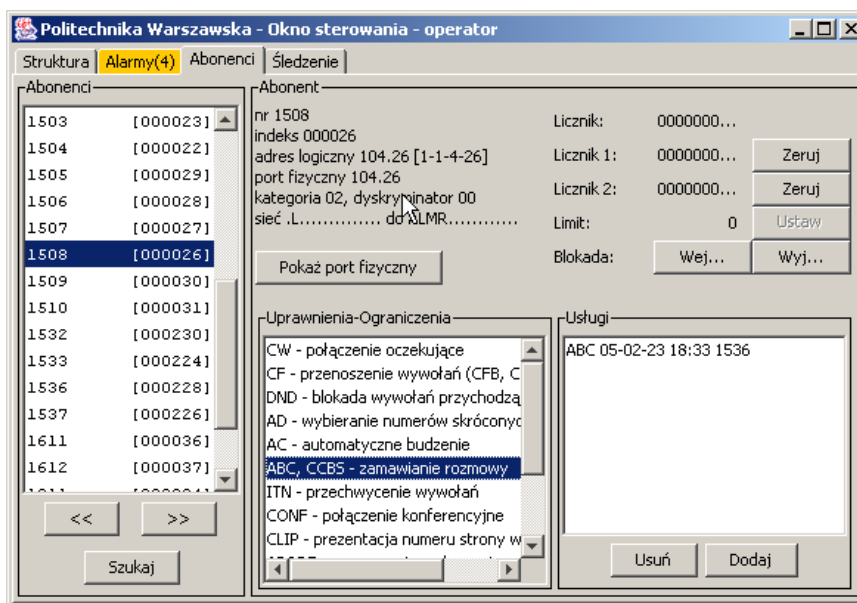 Politechnika Warszawska - Okno sterowania - operator
Struktura Alarmy(4) Abonenci Śledzenie
Abonenci
1503 [000023]
1504 [000022]
1505 [000029]
1506 [000028]
1507 [000027]
1508 [000026]
1509 [000030]
1510 [000031]
1532 [000230]
1533 [000224]
1536 [000228]
1537 [000226]
1611 [000036]
1612 [000037]
<< >>
Szukaj
Abonent
nr 1508
indeks 000026
adres logiczny 104.26 [1-1-4-26]
port fizyczny 104.26
kategoria 02, dyskryminator 00
sieć .L.............. do
Pokaż port fizyczny
Licznik: 0000000...
Licznik 1: 0000000... Zeruj
Licznik 2: 0000000... Zeruj
Limit: 0 Ustaw
Blokada: Wej... Wyj...
Uprawnienia-Ograniczenia
CW - połączenie oczekujące
CF - przenoszenie wywołań (CFB, C
DND - blokada wywołań przychodzą
AD - wybieranie numerów skróconyc
AC - automatyczne budzenie
ABC, CCBS - zamawianie rozmowy
ITN - przechwycenie wywołań
CONF - połączenie konferencyjne
CLIP - prezentacja numeru strony w
Usługi
ABC 05-02-23 18:33 1536
Usuń Dodaj